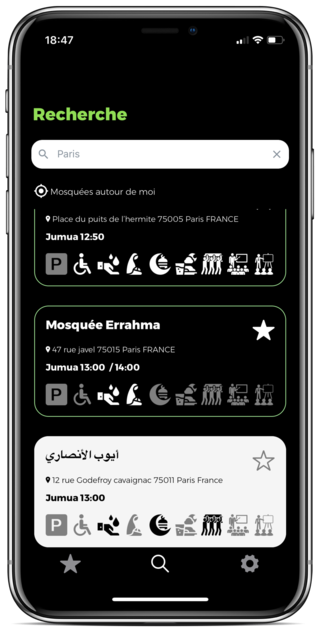 18:47
Recherche
Paris
Mosquées autour de moi
Place du puits de l'hermite 75005 Paris FRANCE
Jumua 12:50
P
Mosquée Errahma
47 rue javel 75015 Paris FRANCE
Jumua 13:00 / 14:00
P
أيوب الأنصاري
12 rue Godefroy cavaignac 75011 Paris France
Jumua 13:00
P